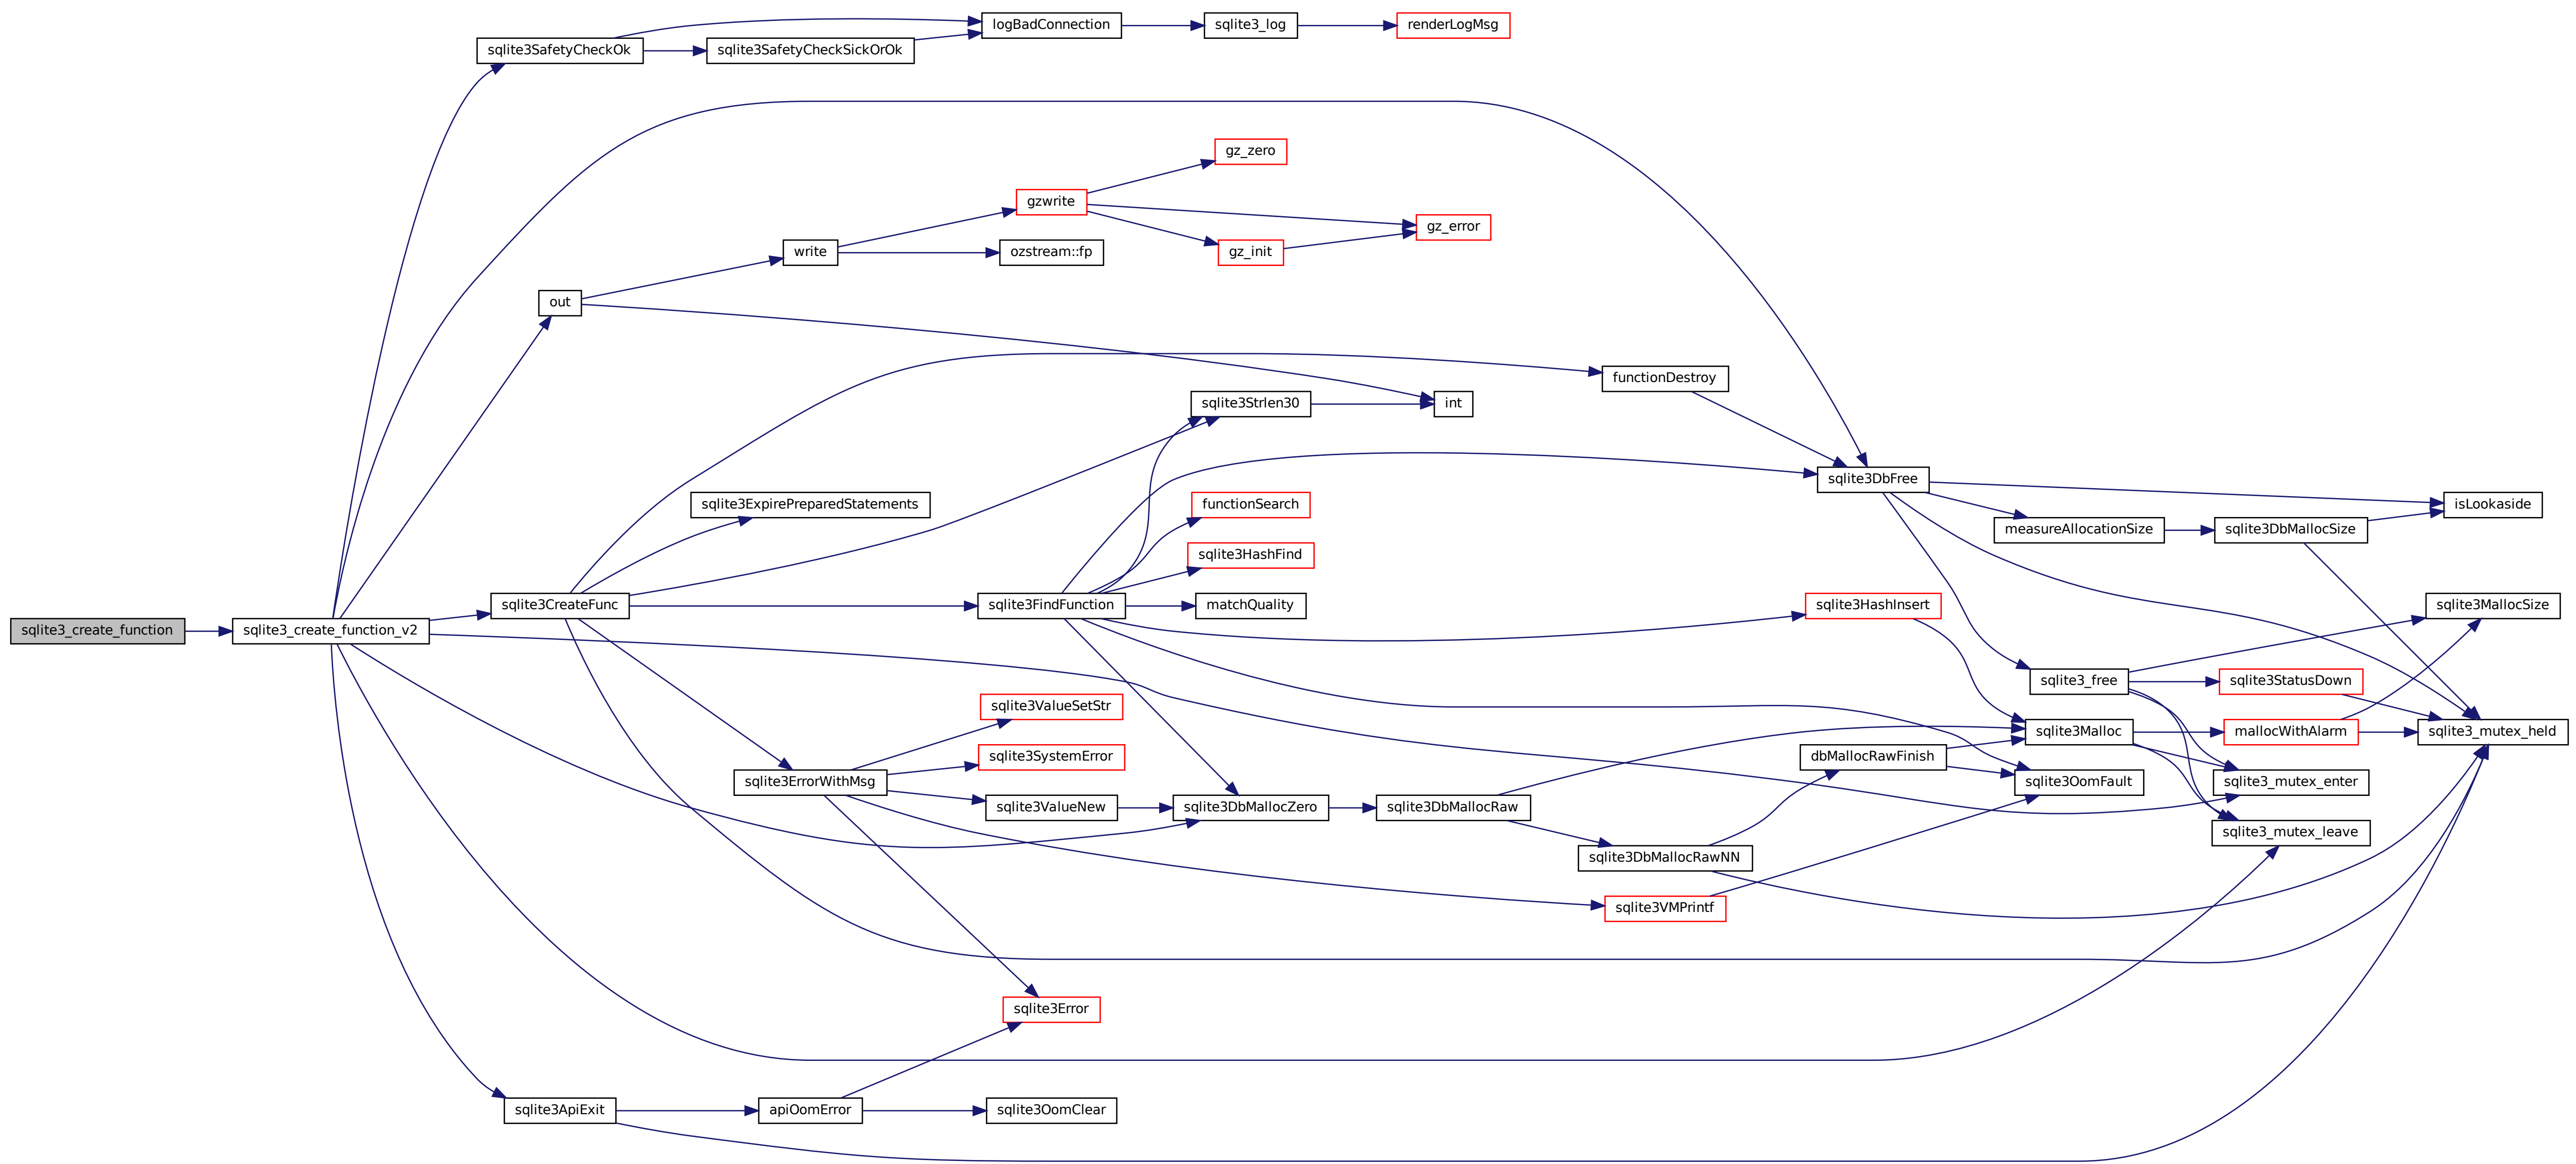 logBadConnection
sqlite3_log
renderLogMsg
sqlite3SafetyCheckOk
sqlite3SafetyCheckSickOrOk
gz_zero
gzwrite
gz_error
write
ozstream::fp
gz_init
out
functionDestroy
sqlite3Strlen30
int
sqlite3DbFree
sqlite3ExpirePreparedStatements
functionSearch
isLookaside
measureAllocationSize
sqlite3DbMallocSize
sqlite3HashFind
sqlite3CreateFunc
sqlite3FindFunction
matchQuality
sqlite3HashInsert
sqlite3MallocSize
sqlite3_create_function
sqlite3_create_function_v2
sqlite3_free
sqlite3StatusDown
sqlite3ValueSetStr
sqlite3Malloc
mallocWithAlarm
sqlite3_mutex_held
sqlite3SystemError
dbMallocRawFinish
sqlite3ErrorWithMsg
sqlite3OomFault
sqlite3_mutex_enter
sqlite3ValueNew
sqlite3DbMallocZero
sqlite3DbMallocRaw
sqlite3_mutex_leave
sqlite3DbMallocRawNN
sqlite3VMPrintf
sqlite3Error
sqlite3ApiExit
apiOomError
sqlite3OomClear